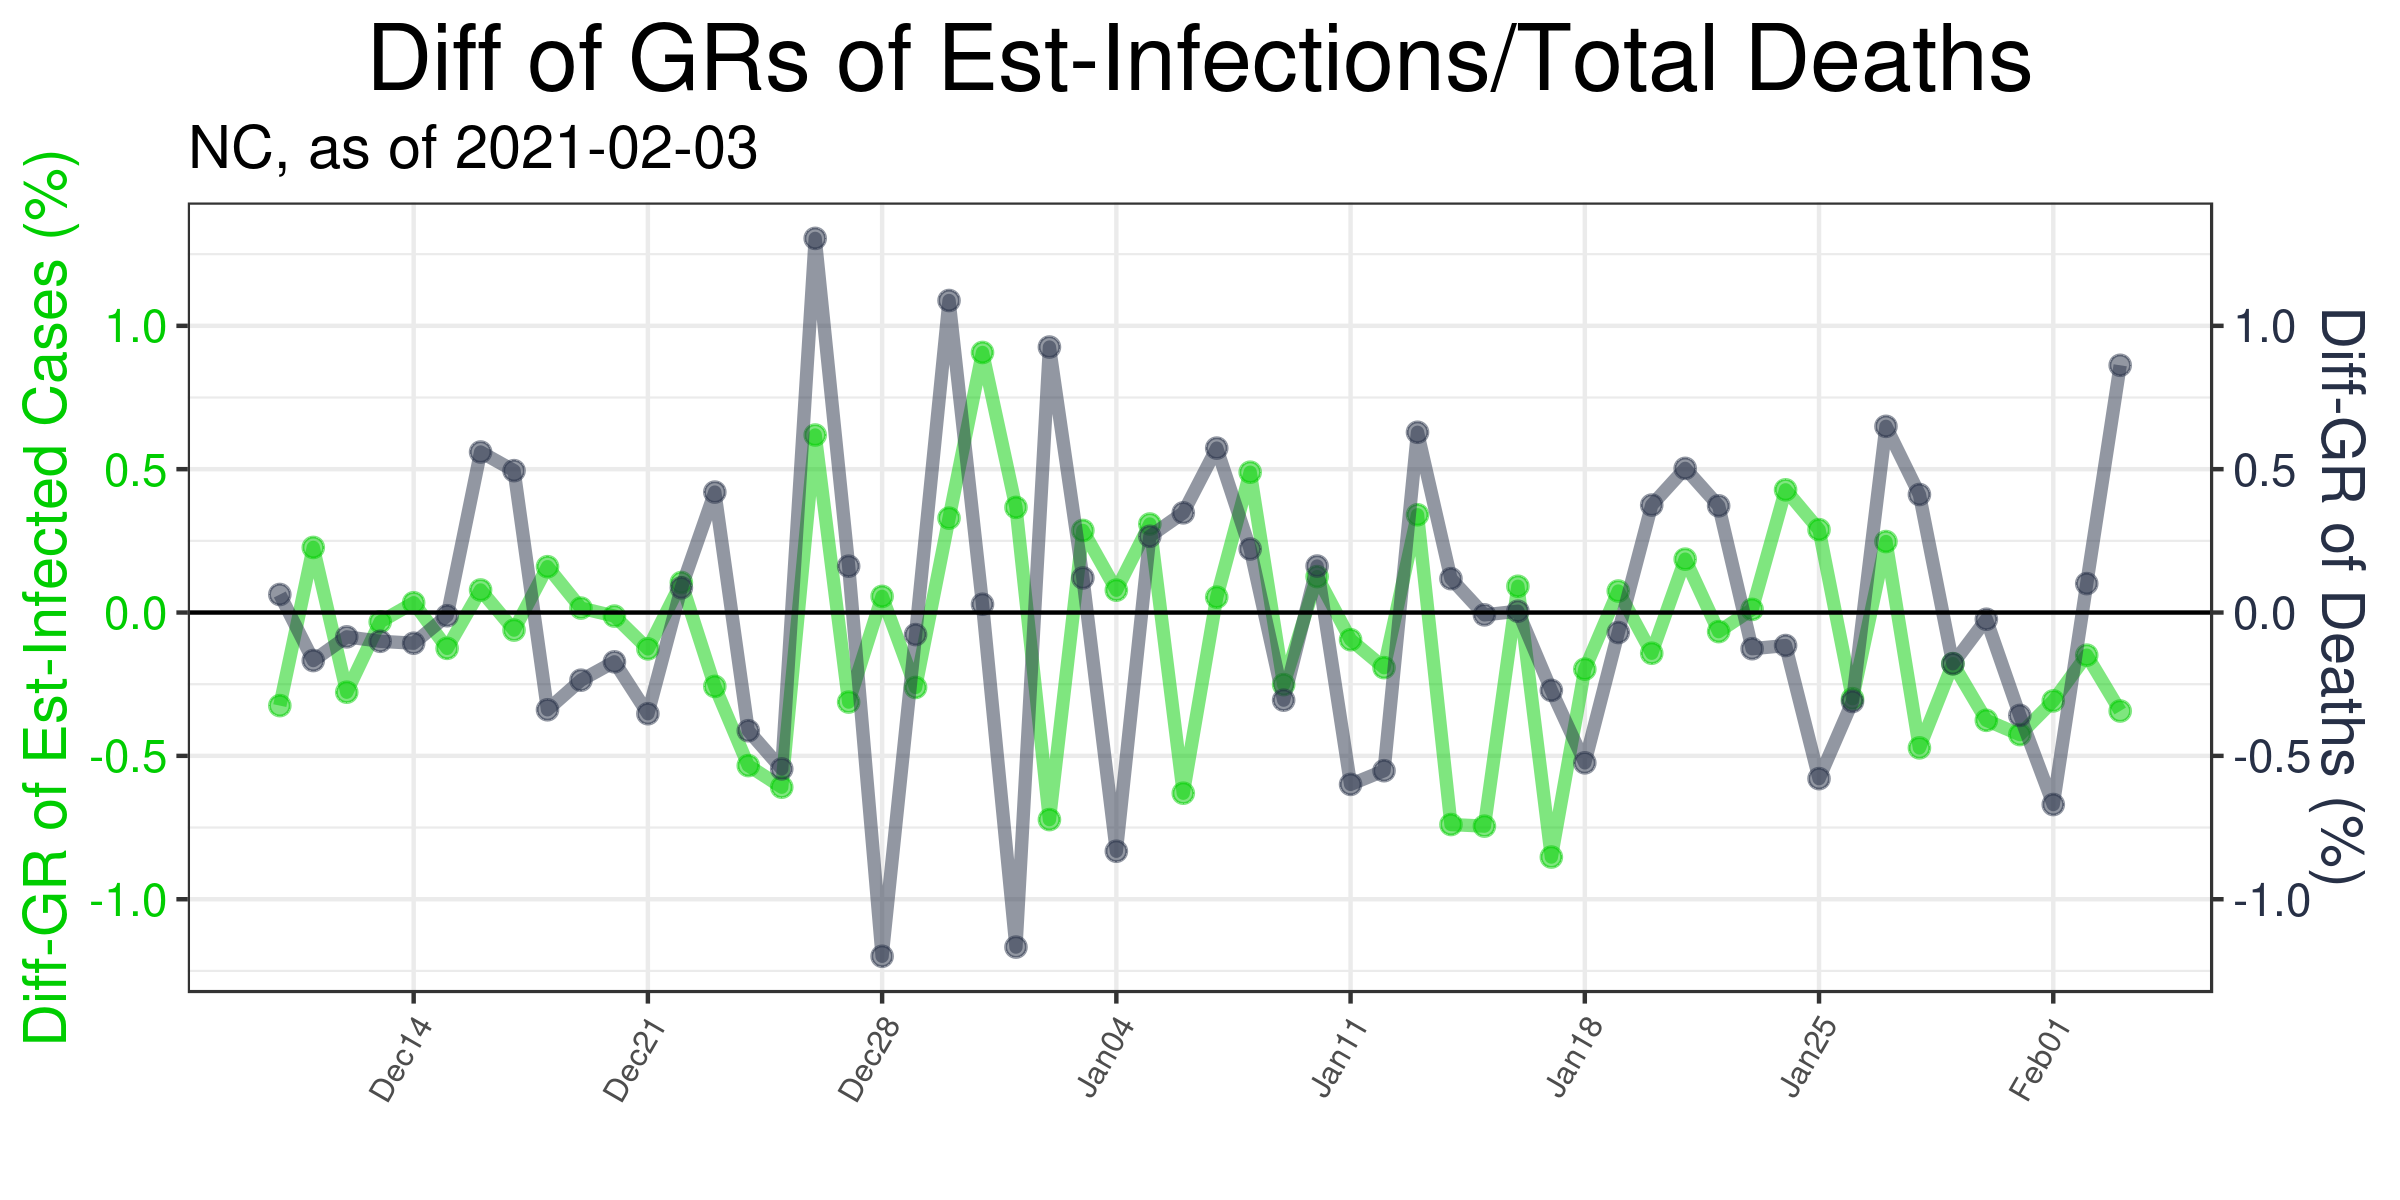 Diff of GRs of Est-Infections/Total Deaths
NC, as of 2021-02-03
Diff-GR of Est-Infected Cases (%)
1.0
0.5
0.0
-0.5
-1.0
1.0
0.5
0.0
-0.5
-1.0
Diff-GR of Deaths (%)
Dec14
Dec21
Dec28
Jan04
Jan11
Jan18
Jan25
Feb01